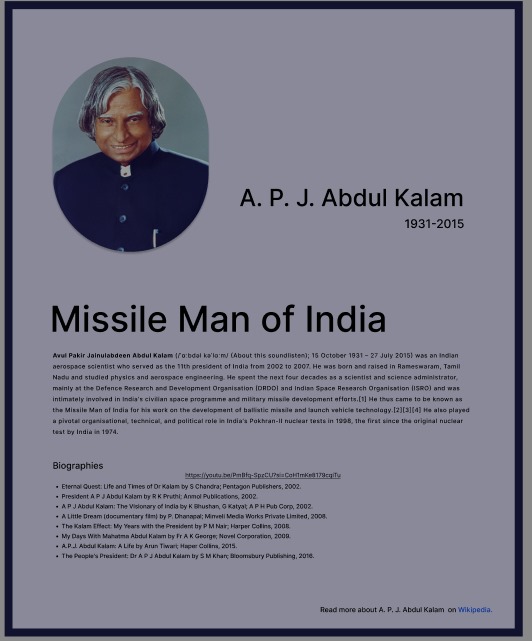 A. P. J. Abdul Kalam
1931-2015
Missile Man of India
Avul Pakir Jainulabdeen Abdul Kalam (/ˈɑːbdəl kəˈlɑːm/ (About this soundlisten); 15 October 1931 – 27 July 2015) was an Indian
aerospace scientist who served as the 11th president of India from 2002 to 2007. He was born and raised in Rameswaram, Tamil
Nadu and studied physics and aerospace engineering. He spent the next four decades as a scientist and science administrator,
mainly at the Defence Research and Development Organisation (DRDO) and Indian Space Research Organisation (ISRO) and was
intimately involved in India's civilian space programme and military missile development efforts.[1] He thus came to be known as
the Missile Man of India for his work on the development of ballistic missile and launch vehicle technology.[2][3][4] He also played
a pivotal organisational, technical, and political role in India's Pokhran-II nuclear tests in 1998, the first since the original nuclear
test by India in 1974.
Biographies
https://youtu.be/PmBfq-SpzCU?si=CoH1mKe8179cqiTu
• Eternal Quest: Life and Times of Dr Kalam by S Chandra; Pentagon Publishers, 2002.
• President A P J Abdul Kalam by R K Pruthi; Anmol Publications, 2002.
• A P J Abdul Kalam: The Visionary of India by K Bhushan, G Katyal; A P H Pub Corp, 2002.
• A Little Dream (documentary film) by P. Dhanapal; Minveli Media Works Private Limited, 2008.
• The Kalam Effect: My Years with the President by P M Nair; Harper Collins, 2008.
• My Days With Mahatma Abdul Kalam by Fr A K George; Novel Corporation, 2009.
• A.P.J. Abdul Kalam: A Life by Arun Tiwari; Haper Collins, 2015.
• The People's President: Dr A P J Abdul Kalam by S M Khan; Bloomsbury Publishing, 2016.
Read more about A. P. J. Abdul Kalam on Wikipedia.